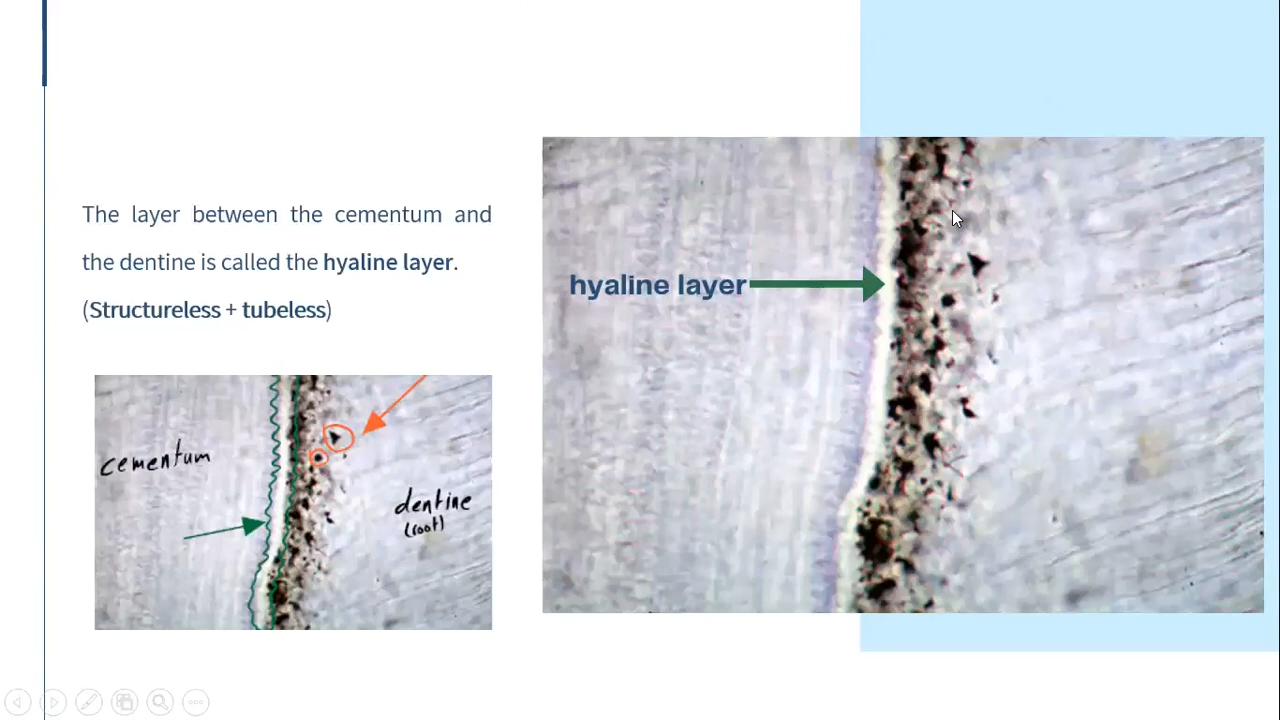 The layer between the cementum and
the dentine is called the hyaline layer.
(Structureless + tubeless)
hyaline layer
cementum
dentine
(root)